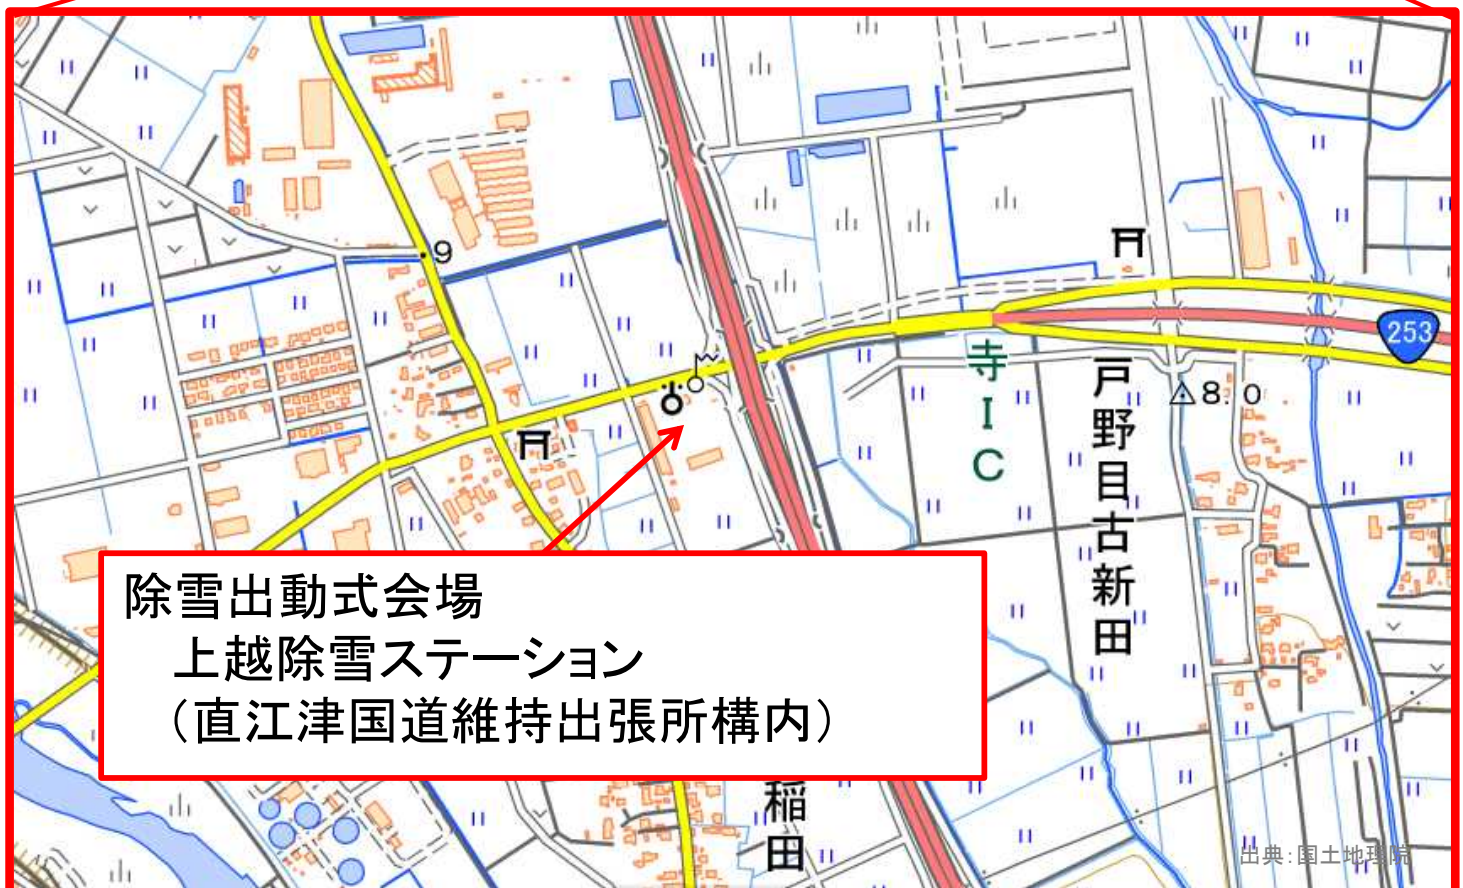 9
253
寺IC
戸野目古新田
8.0
除雪出動式会場
上越除雪ステーション
（直江津国道維持出張所構内）
稲田
出典：国土地理院